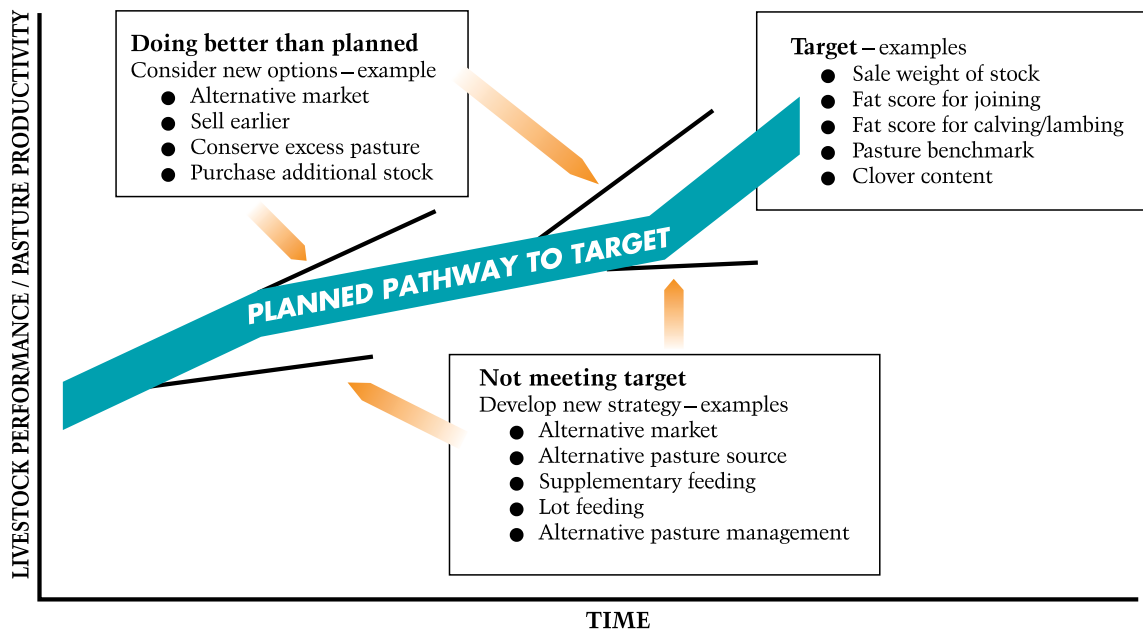 LIVESTOCK PERFORMANCE / PASTURE PRODUCTIVITY
Doing better than planned
Consider new options – example
● Alternative market
● Sell earlier
● Conserve excess pasture
● Purchase additional stock
Target – examples
● Sale weight of stock
● Fat score for joining
● Fat score for calving/lambing
● Pasture benchmark
● Clover content
PLANNED PATHWAY TO TARGET
Not meeting target
Develop new strategy – examples
● Alternative market
● Alternative pasture source
● Supplementary feeding
● Lot feeding
● Alternative pasture management
TIME